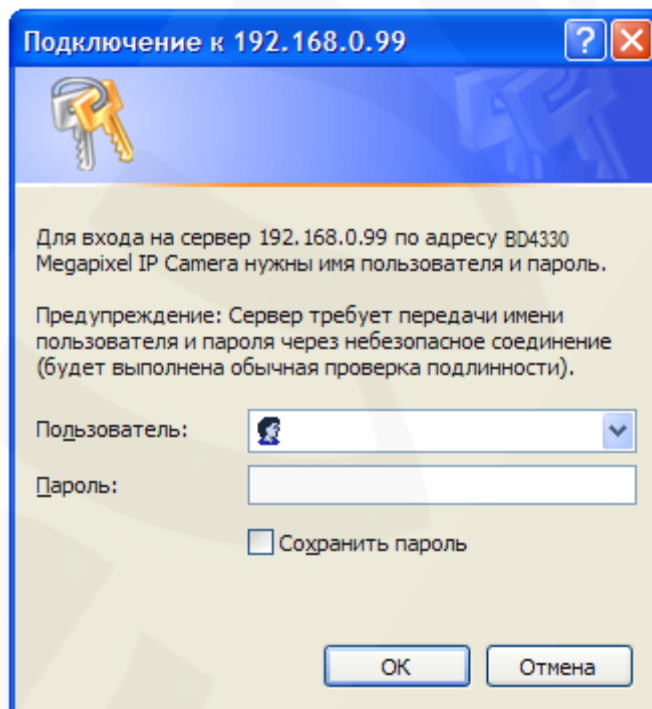 Подключение к 192.168.0.99
Для входа на сервер 192.168.0.99 по адресу BD4330
Megapixel IP Camera нужны имя пользователя и пароль.
Предупреждение: Сервер требует передачи имени
пользователя и пароля через небезопасное соединение
(будет выполнена обычная проверка подлинности).
Пользователь:
Пароль:
Сохранить пароль
ОК
Отмена